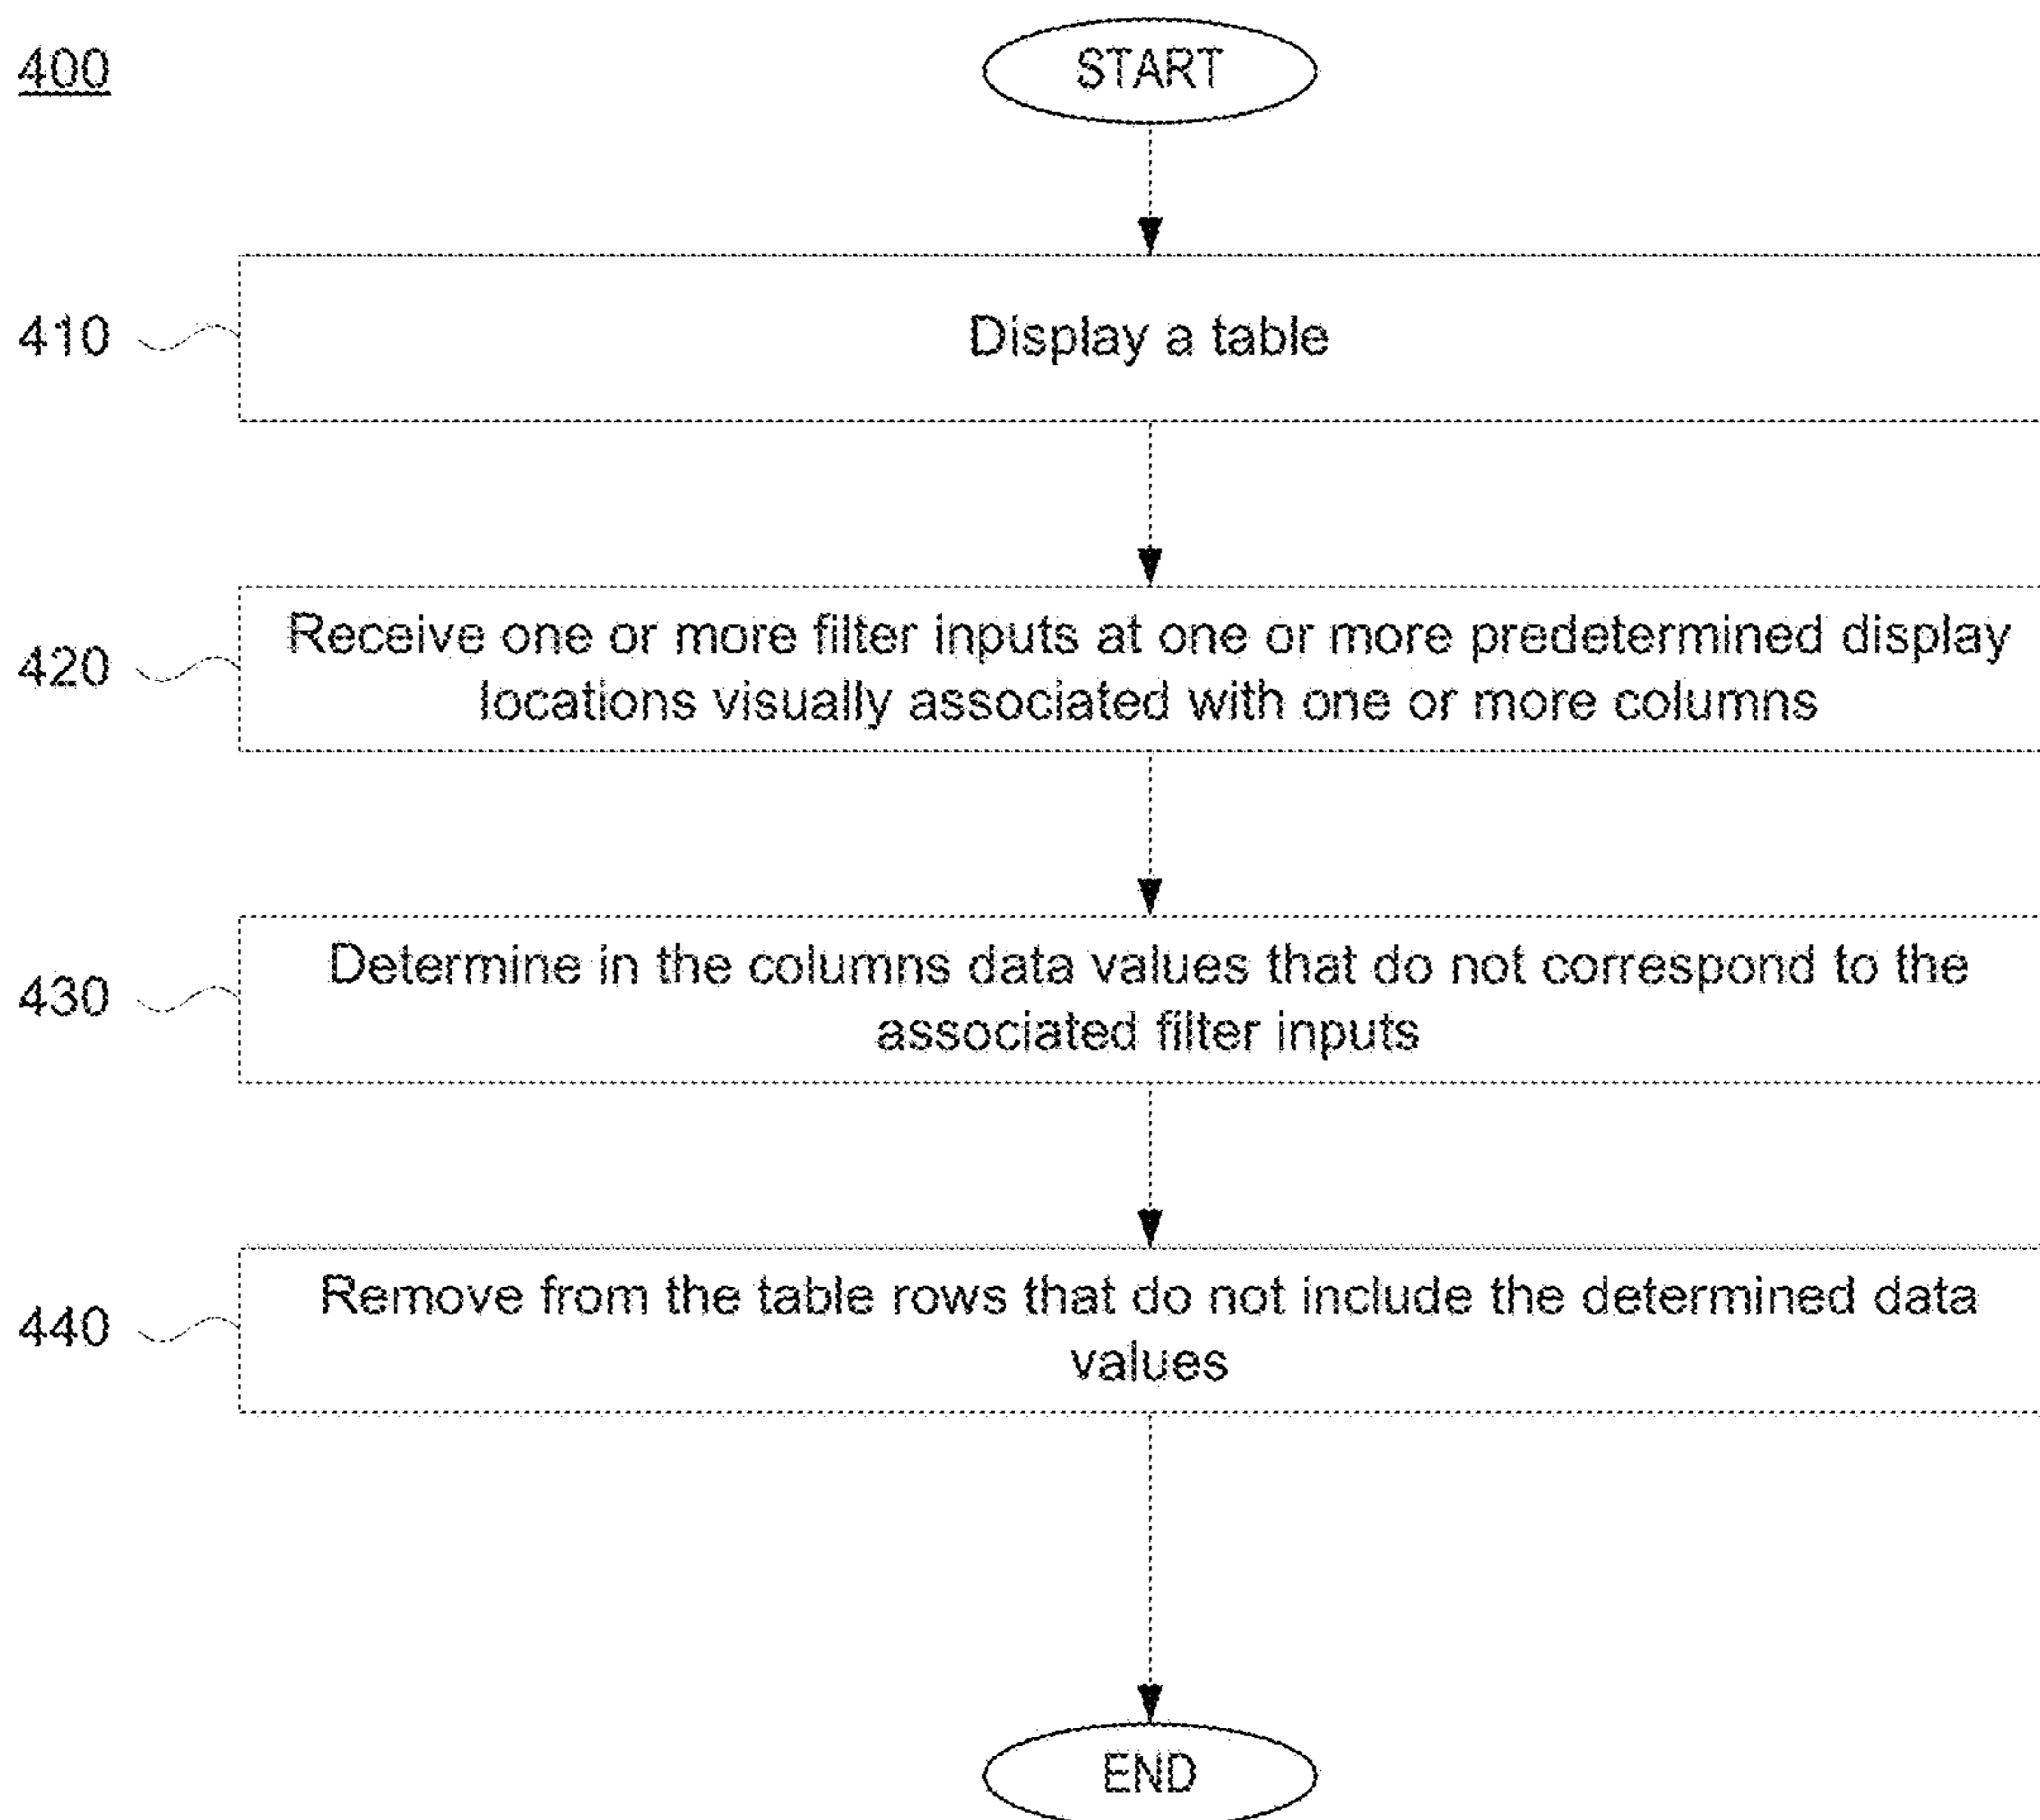 400
START
410
Display a table
420
Receive one or more filter inputs at one or more predetermined display
locations visually associated with one or more columns
430
Determine in the columns data values that do not correspond to the
associated filter inputs
440
Remove from the table rows that do not include the determined data
values
END